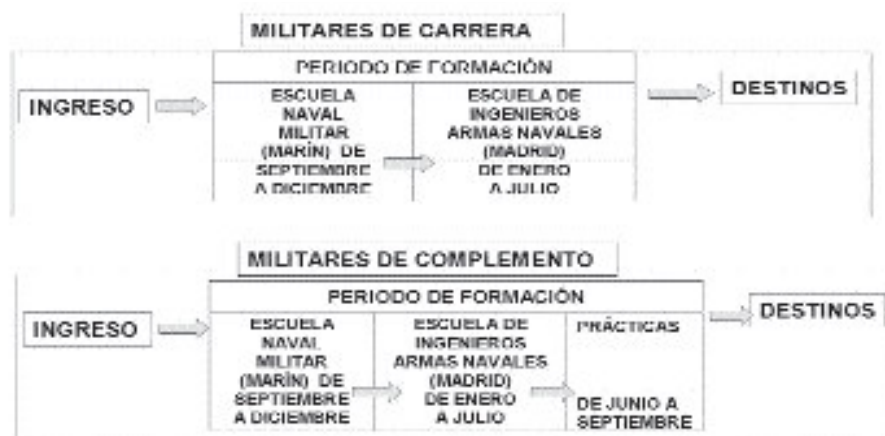 MILITARES DE CARRERA
PERIODO DE FORMACIÓN
INGRESO
ESCUELA
NAVAL
MILITAR
(MARÍN) DE
SEPTIEMBRE
A DICIEMBRE
ESCUELA DE
INGENIEROS
ARMAS NAVALES
(MADRID)
DE ENERO
A JULIO
DESTINOS
MILITARES DE COMPLEMENTO
PERIODO DE FORMACIÓN
INGRESO
ESCUELA
NAVAL
MILITAR
(MARÍN) DE
SEPTIEMBRE
A DICIEMBRE
ESCUELA DE
INGENIEROS
ARMAS NAVALES
(MADRID)
DE ENERO
A JULIO
PRÁCTICAS
DE JUNIO A
SEPTIEMBRE
DESTINOS